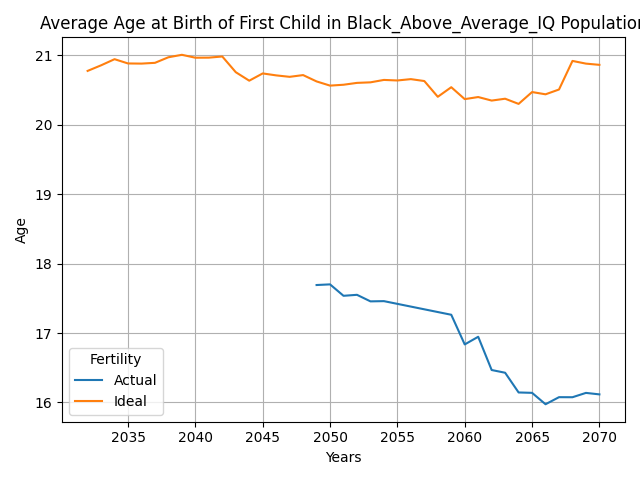 Average Age at Birth of First Child in Black_Above_Average_IQ Population
21
20
19
18
17
16
Age
Fertility
Actual
Ideal
2035 2040 2045 2050 2055 2060 2065 2070
Years